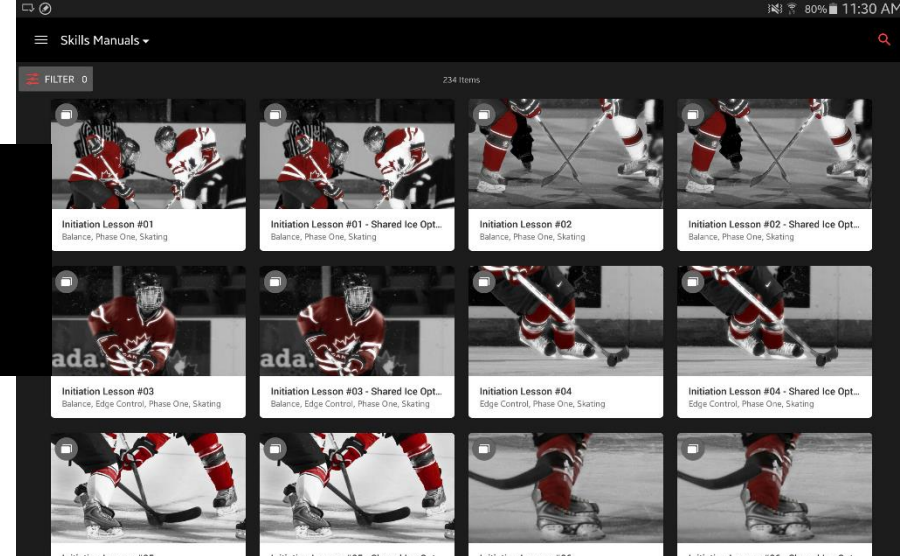 80% 11:30 AM
Skills Manuals
FILTER 0
234 Items
Initiation Lesson #01
Balance, Phase One, Skating
Initiation Lesson #01 - Shared Ice Opt...
Balance, Phase One, Skating
Initiation Lesson #02
Balance, Phase One, Skating
Initiation Lesson #02 - Shared Ice Opt...
Balance, Phase One, Skating
ada.
ada.
Initiation Lesson #03
Balance, Edge Control, Phase One, Skating
Initiation Lesson #03 - Shared Ice Opt...
Balance, Edge Control, Phase One, Skating
Initiation Lesson #04
Edge Control, Phase One, Skating
Initiation Lesson #04 - Shared Ice Opt...
Edge Control, Phase One, Skating